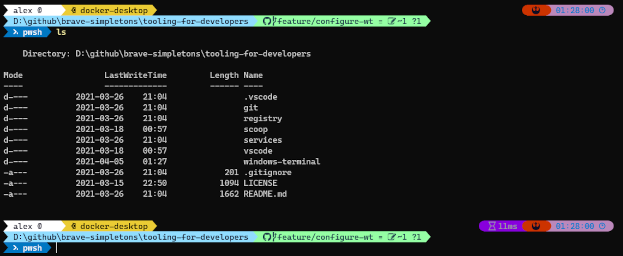 alex @ docker-desktop 01:28:00
D:\github\brave-simpletons\tooling-for-developers feature/configure-wt = ~1 ?1
pwsh ls
Directory: D:\github\brave-simpletons\tooling-for-developers
Mode LastWriteTime Length Name
---- ------------- ------ ----
d---- 2021-03-26 21:04 .vscode
d---- 2021-03-26 21:04 git
d---- 2021-03-26 21:04 registry
d---- 2021-03-18 00:57 scoop
d---- 2021-03-26 21:04 services
d---- 2021-03-18 00:57 vscode
d---- 2021-04-05 01:27 windows-terminal
-a--- 2021-03-26 21:04 201 .gitignore
-a--- 2021-03-15 22:50 1094 LICENSE
-a--- 2021-03-26 21:04 1662 README.md
alex @ docker-desktop 11ms 01:28:00
D:\github\brave-simpletons\tooling-for-developers feature/configure-wt = ~1 ?1
pwsh